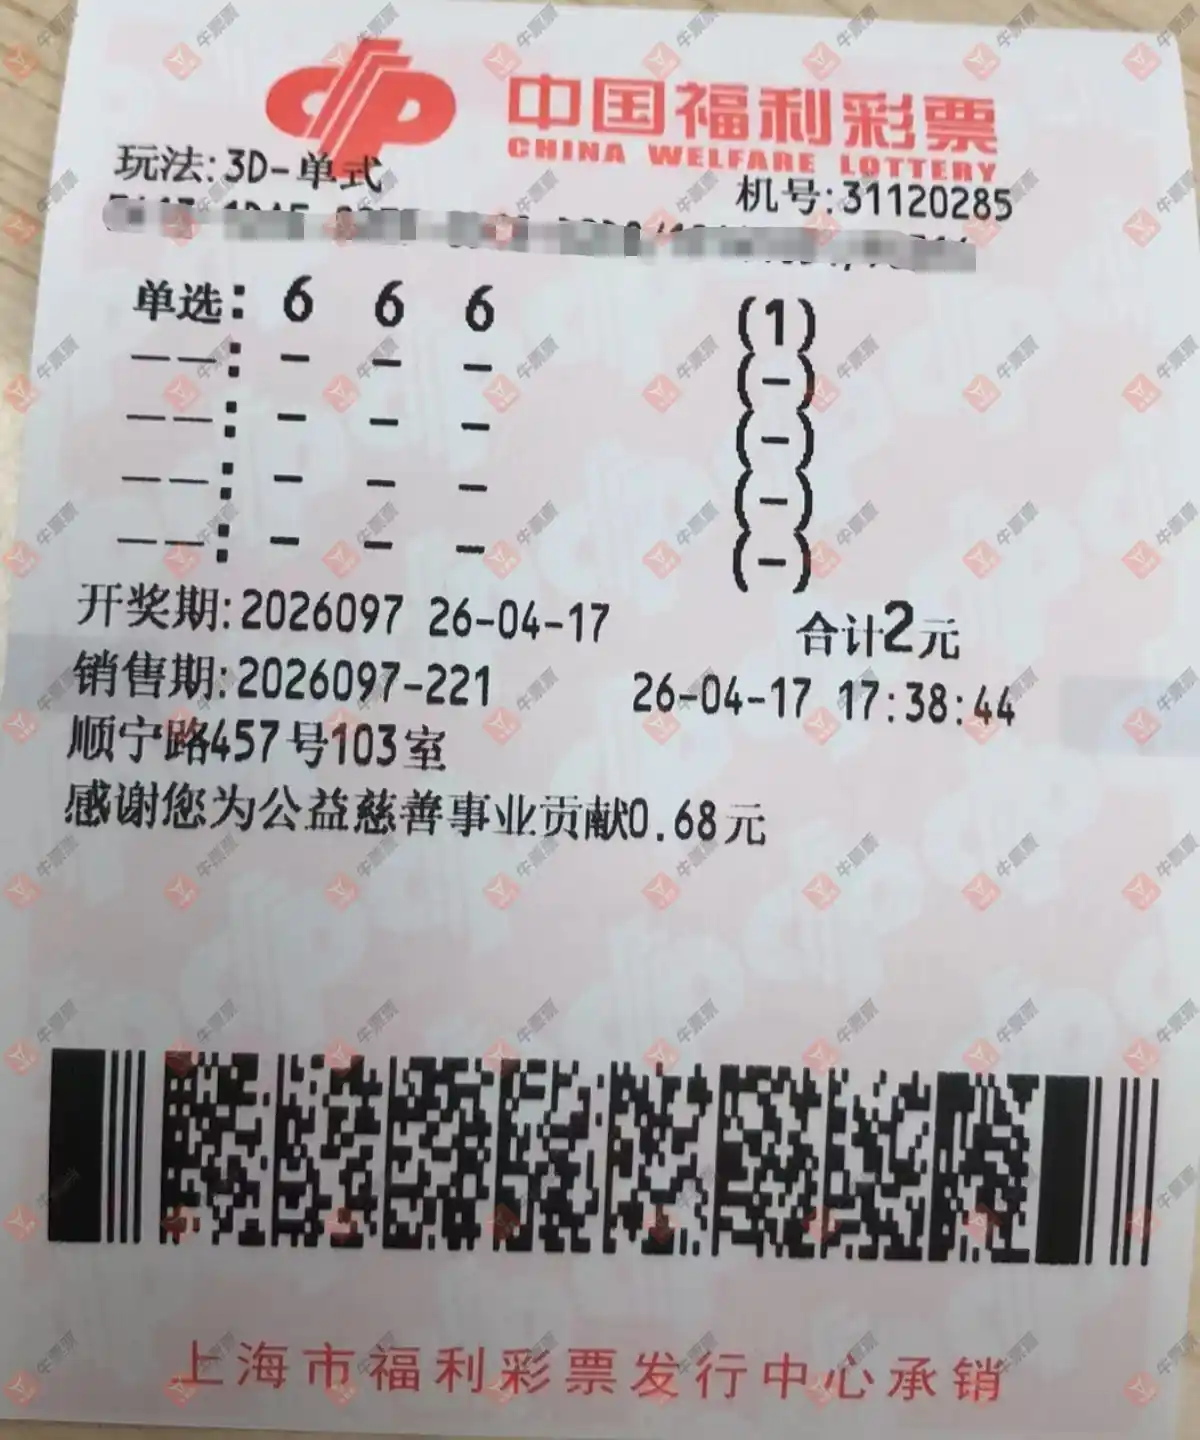 中国福利彩票
CHINA WELFARE LOTTERY
玩法:3D-单式
机号:31120285
单选: 6 6 6 (1)
——: - - - (-)
——: - - - (-)
——: - - - (-)
——: - - - (-)
开奖期:2026097 26-04-17 合计2元
销售期:2026097-221 26-04-17 17:38:44
顺宁路457号103室
感谢您为公益慈善事业贡献0.68元
上海市福利彩票发行中心承销
牛票票